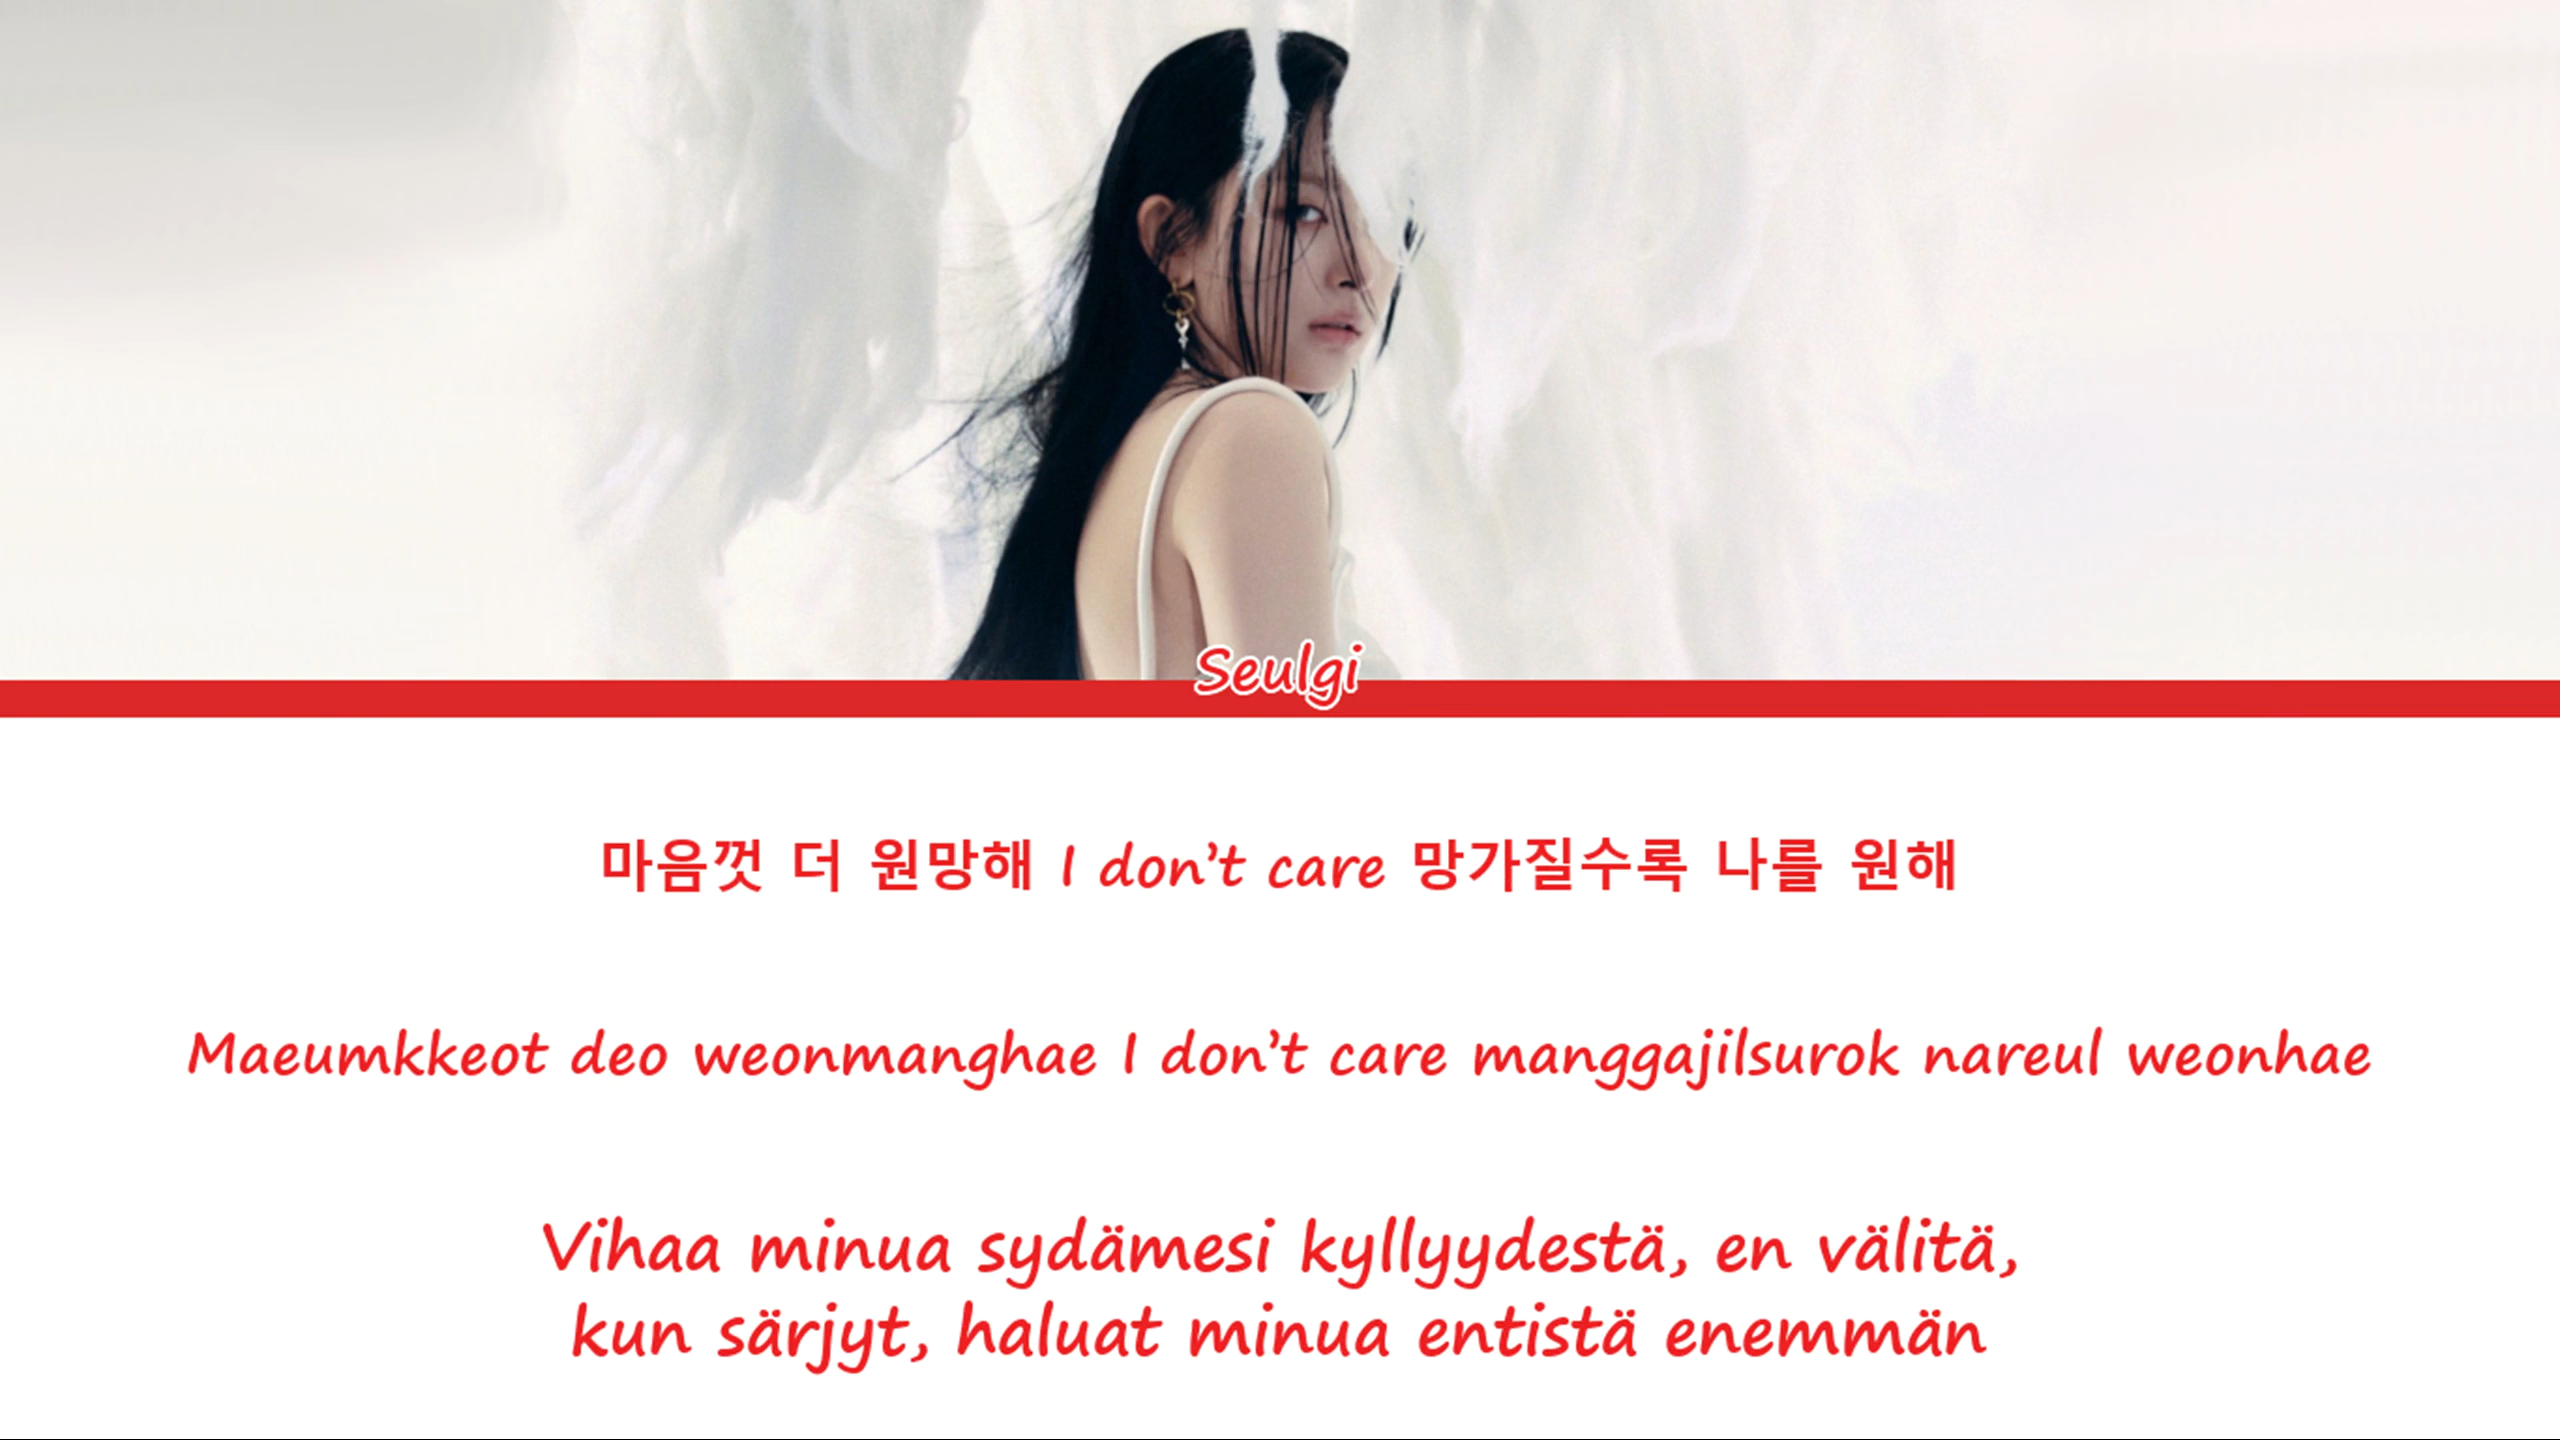 Seulgi
마음껏 더 원망해 I don’t care 망가질수록 나를 원해
Maeumkkeot deo weonmanghae I don’t care manggajilsurok nareul weonhae
Vihaa minua sydämesi kyllyydestä, en välitä,
kun särjyt, haluat minua entistä enemmän